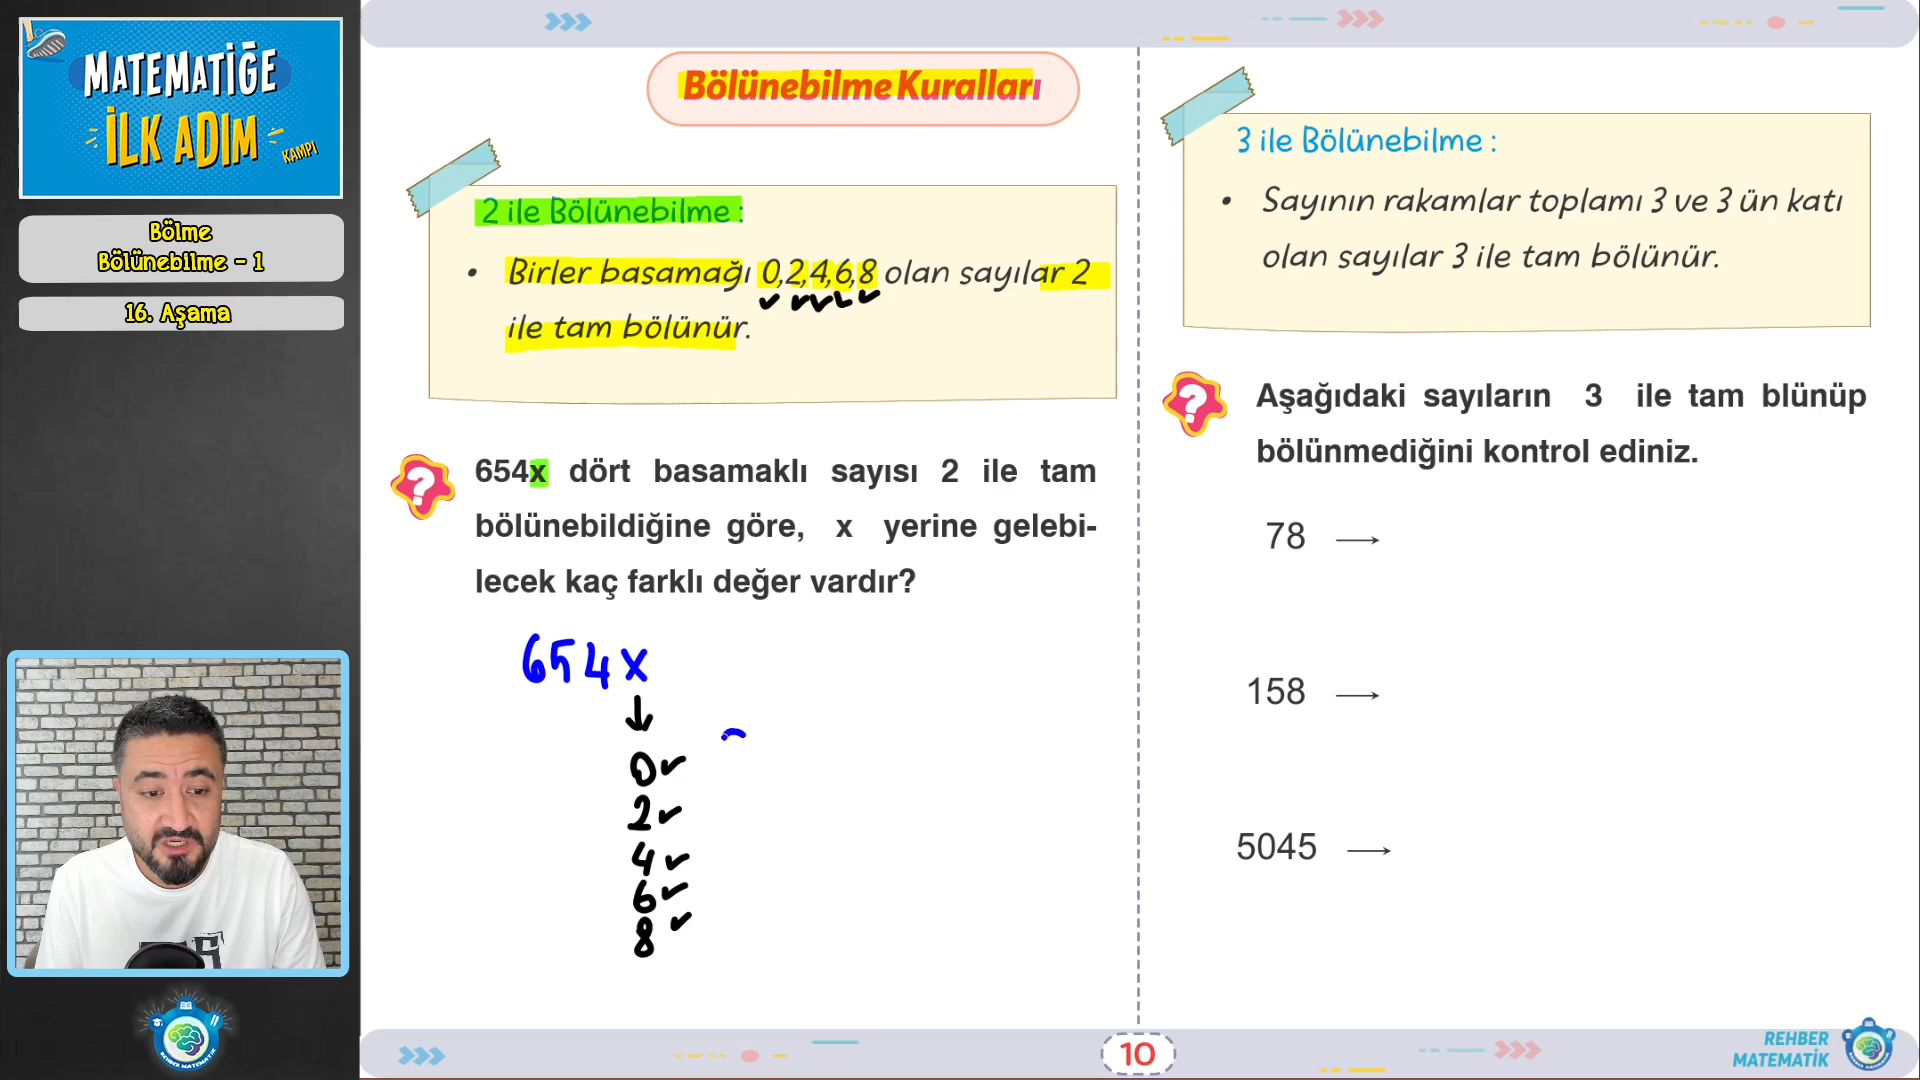 MATEMATİĞE
İLK ADIM
KAMPI
Bölme
Bölünebilme - 1
16. Aşama
Bölünebilme Kuralları
2 ile Bölünebilme :
• Birler basamağı 0,2,4,6,8 olan sayılar 2
ile tam bölünür.
654x dört basamaklı sayısı 2 ile tam
bölünebildiğine göre, x yerine gelebi-
lecek kaç farklı değer vardır?
654x
↓
0✓
2✓
4✓
6✓
8✓
3 ile Bölünebilme :
• Sayının rakamlar toplamı 3 ve 3 ün katı
olan sayılar 3 ile tam bölünür.
Aşağıdaki sayıların 3 ile tam blünüp
bölünmediğini kontrol ediniz.
78 →
158 →
5045 →
10
REHBER
MATEMATİK
REHBER MATEMATİK